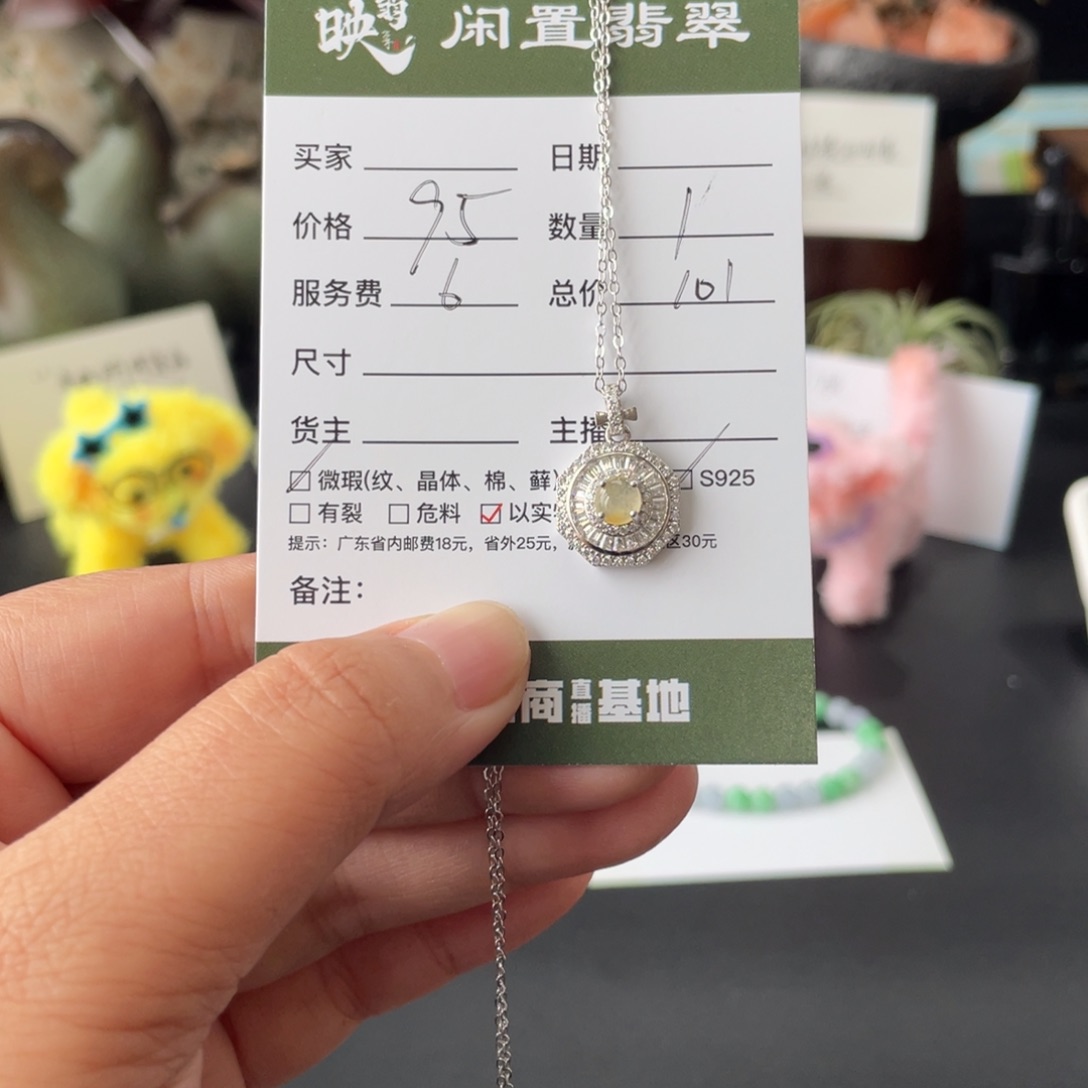 映翡
闲置翡翠
买家 日期
价格 95 数量 1
服务费 6 总价 101
尺寸
货主 主播
微瑕(纹、晶体、棉、藓) S925
有裂 危料 以实
提示：广东省内邮费18元，省外25元， 区30元
备注：
商直播基地